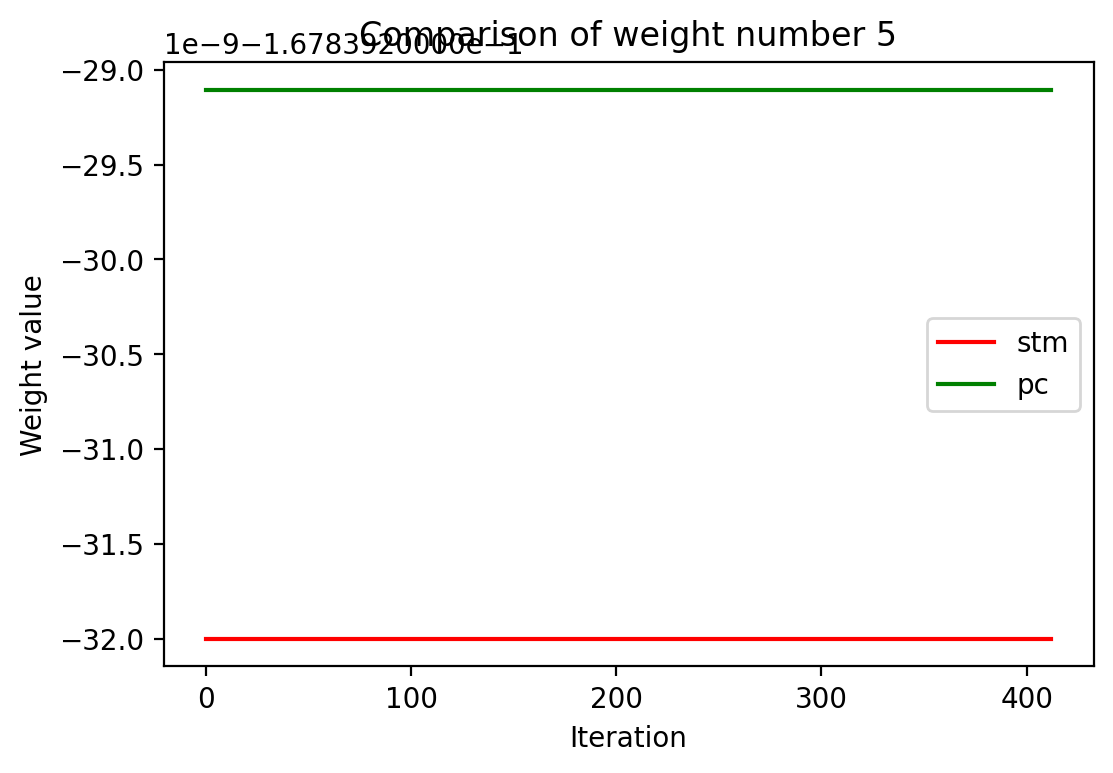 Comparison of weight number 5
1e−9−1.6783920000e−1
−29.0
−29.5
−30.0
−30.5
−31.0
−31.5
−32.0
Weight value
stm
pc
0 100 200 300 400
Iteration